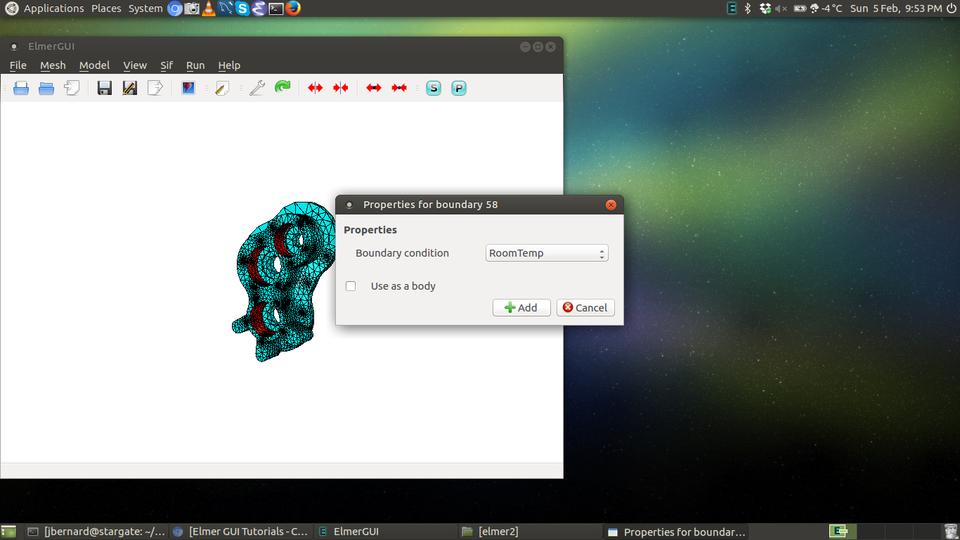 Applications Places System -4 °C Sun 5 Feb, 9:53 PM
ElmerGUI
File Mesh Model View Sif Run Help
S P
Properties for boundary 58
Properties
Boundary condition RoomTemp
Use as a body
Add Cancel
[jbernard@stargate: ~/... [Elmer GUI Tutorials - C... ElmerGUI [elmer2] Properties for boundar...